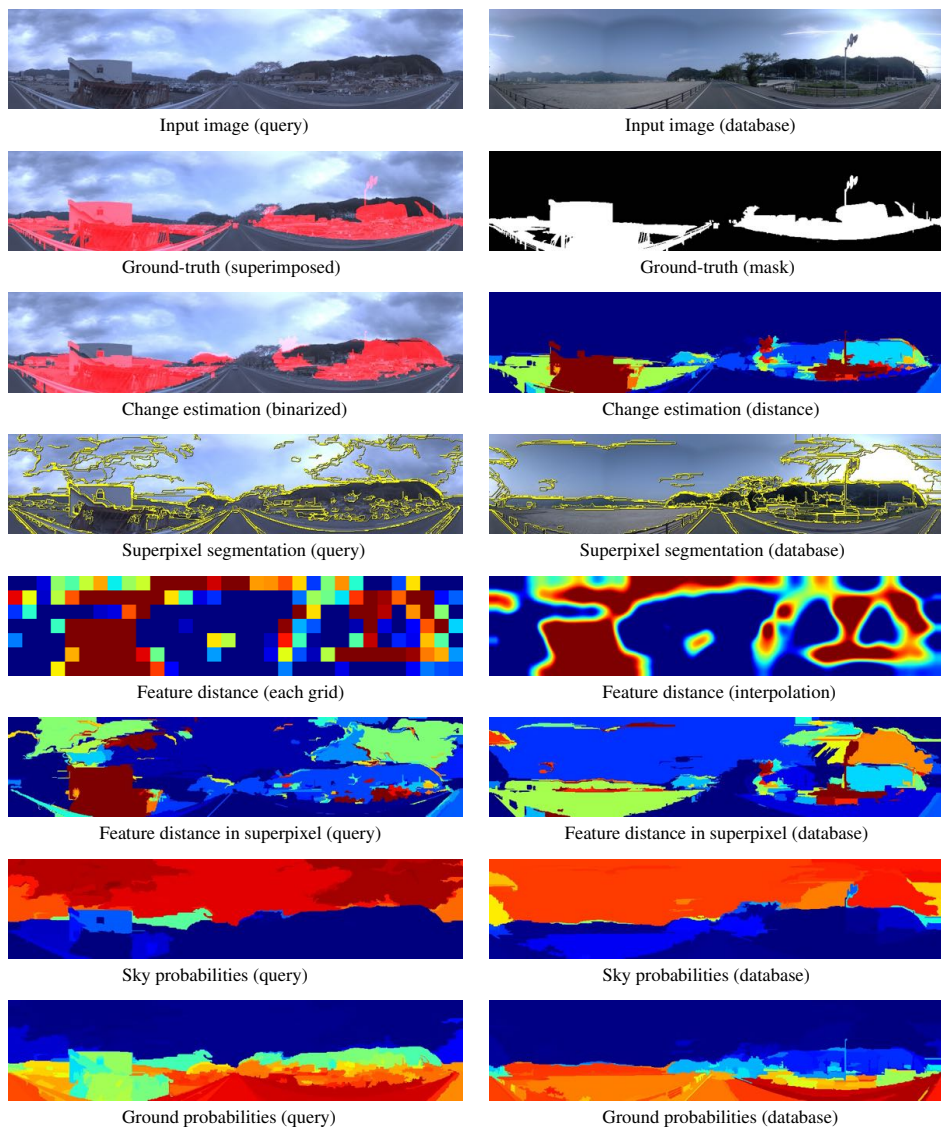 Input image (query)
Input image (database)
Ground-truth (superimposed)
Ground-truth (mask)
Change estimation (binarized)
Change estimation (distance)
Superpixel segmentation (query)
Superpixel segmentation (database)
Feature distance (each grid)
Feature distance (interpolation)
Feature distance in superpixel (query)
Feature distance in superpixel (database)
Sky probabilities (query)
Sky probabilities (database)
Ground probabilities (query)
Ground probabilities (database)